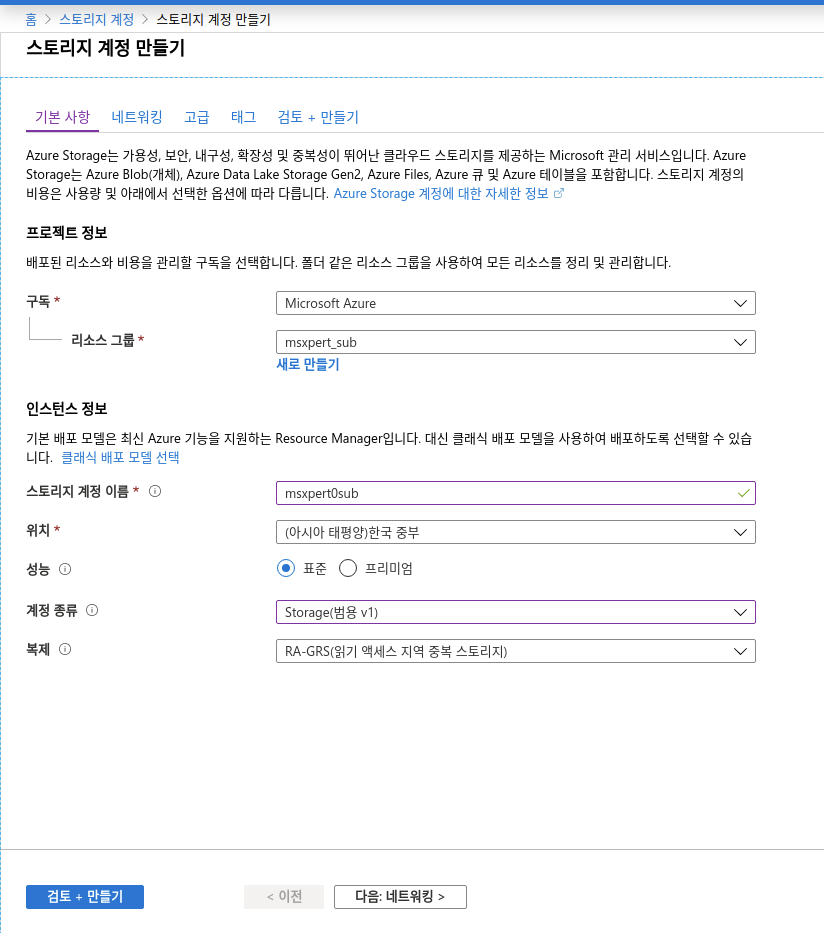 홈 > 스토리지 계정 > 스토리지 계정 만들기
스토리지 계정 만들기
기본 사항 네트워킹 고급 태그 검토 + 만들기
Azure Storage는 가용성, 보안, 내구성, 확장성 및 중복성이 뛰어난 클라우드 스토리지를 제공하는 Microsoft 관리 서비스입니다. Azure
Storage는 Azure Blob(개체), Azure Data Lake Storage Gen2, Azure Files, Azure 큐 및 Azure 테이블을 포함합니다. 스토리지 계정의
비용은 사용량 및 아래에서 선택한 옵션에 따라 다릅니다. Azure Storage 계정에 대한 자세한 정보
프로젝트 정보
배포된 리소스와 비용을 관리할 구독을 선택합니다. 폴더 같은 리소스 그룹을 사용하여 모든 리소스를 정리 및 관리합니다.
구독 * Microsoft Azure
리소스 그룹 * msxpert_sub
새로 만들기
인스턴스 정보
기본 배포 모델은 최신 Azure 기능을 지원하는 Resource Manager입니다. 대신 클래식 배포 모델을 사용하여 배포하도록 선택할 수 있습
니다. 클래식 배포 모델 선택
스토리지 계정 이름 * msxpert0sub
위치 * (아시아 태평양)한국 중부
성능 표준 프리미엄
계정 종류 Storage(범용 v1)
복제 RA-GRS(읽기 액세스 지역 중복 스토리지)
검토 + 만들기 < 이전 다음: 네트워킹 >